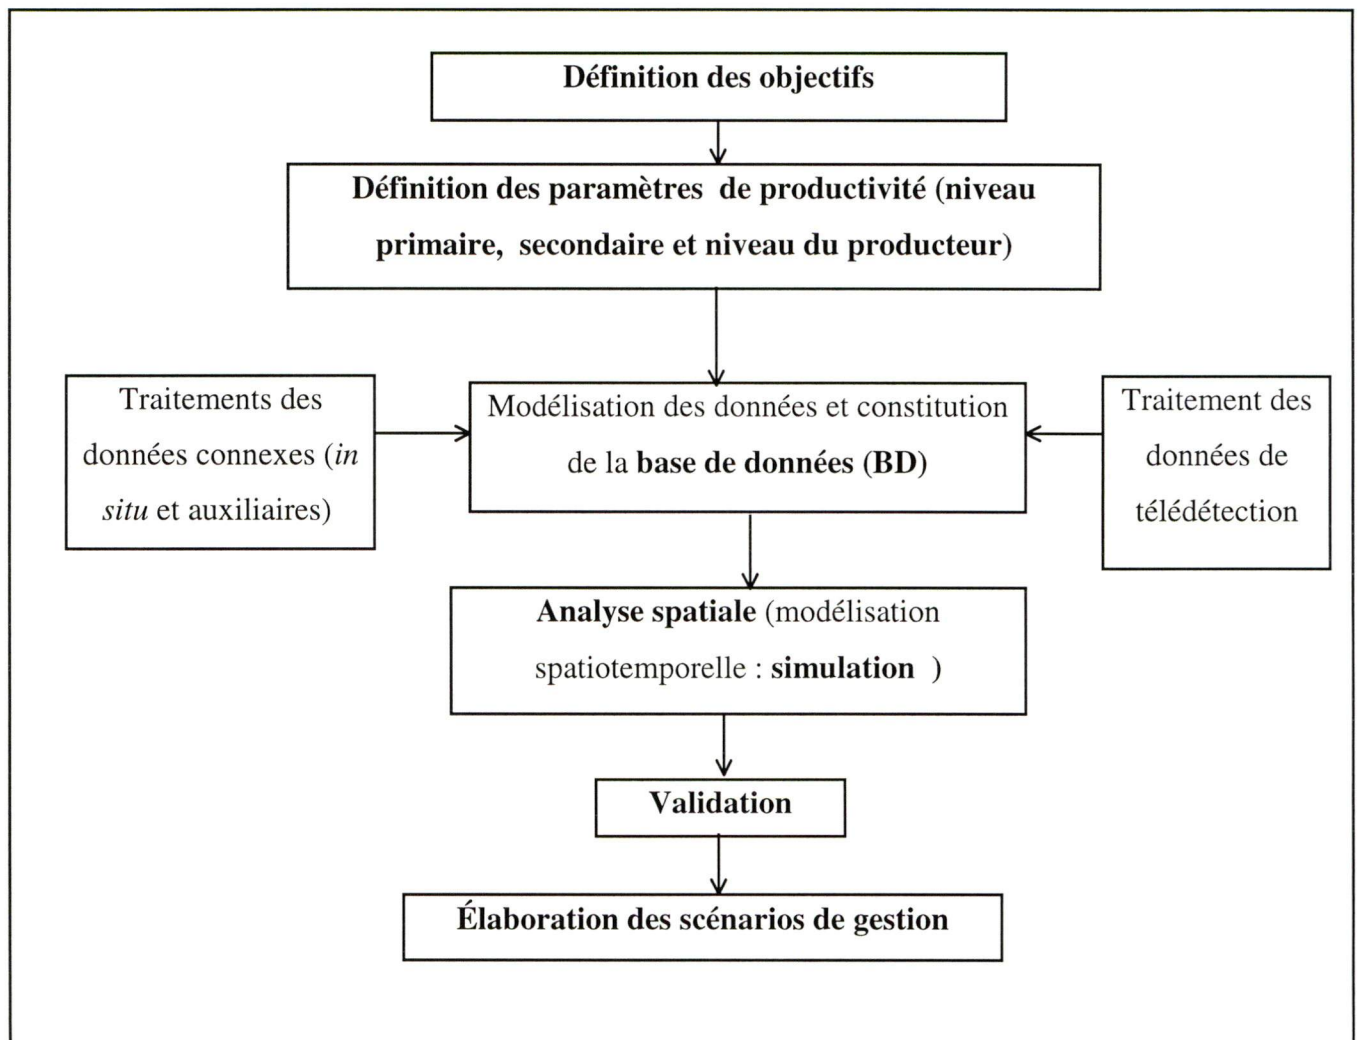 Définition des objectifs
Définition des paramètres de productivité (niveau
primaire, secondaire et niveau du producteur)
Traitements des
données connexes (in
situ et auxiliaires)
Modélisation des données et constitution
de la base de données (BD)
Traitement des
données de
télédétection
Analyse spatiale (modélisation
spatiotemporelle : simulation )
Validation
Élaboration des scénarios de gestion